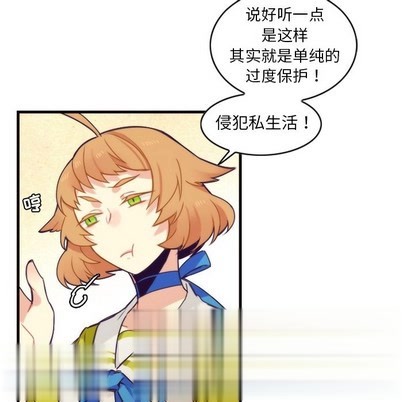 说好听一点
是这样
其实就是单纯的
过度保护！
侵犯私生活！
哼